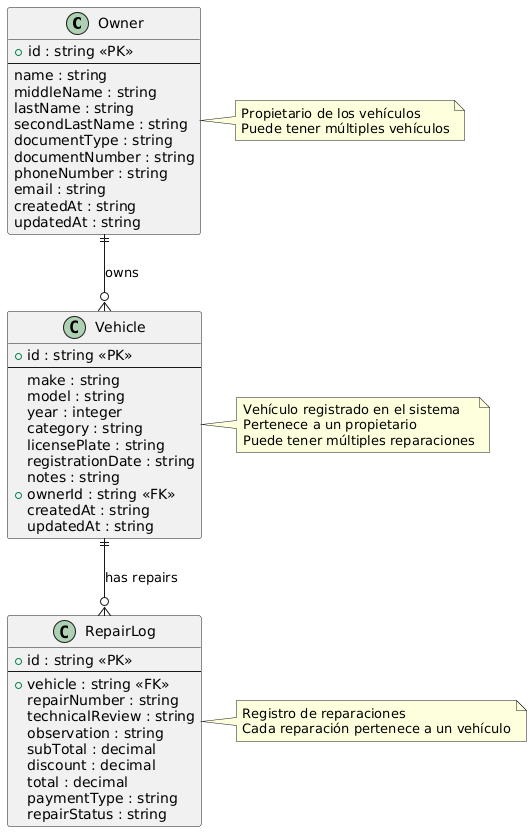 C Owner
id : string «PK»
name : string
middleName : string
lastName : string
secondLastName : string
documentType : string
documentNumber : string
phoneNumber : string
email : string
createdAt : string
updatedAt : string
Propietario de los vehículos
Puede tener múltiples vehículos
owns
C Vehicle
id : string «PK»
make : string
model : string
year : integer
category : string
licensePlate : string
registrationDate : string
notes : string
ownerId : string «FK»
createdAt : string
updatedAt : string
Vehículo registrado en el sistema
Pertenece a un propietario
Puede tener múltiples reparaciones
has repairs
C RepairLog
id : string «PK»
vehicle : string «FK»
repairNumber : string
technicalReview : string
observation : string
subTotal : decimal
discount : decimal
total : decimal
paymentType : string
repairStatus : string
Registro de reparaciones
Cada reparación pertenece a un vehículo